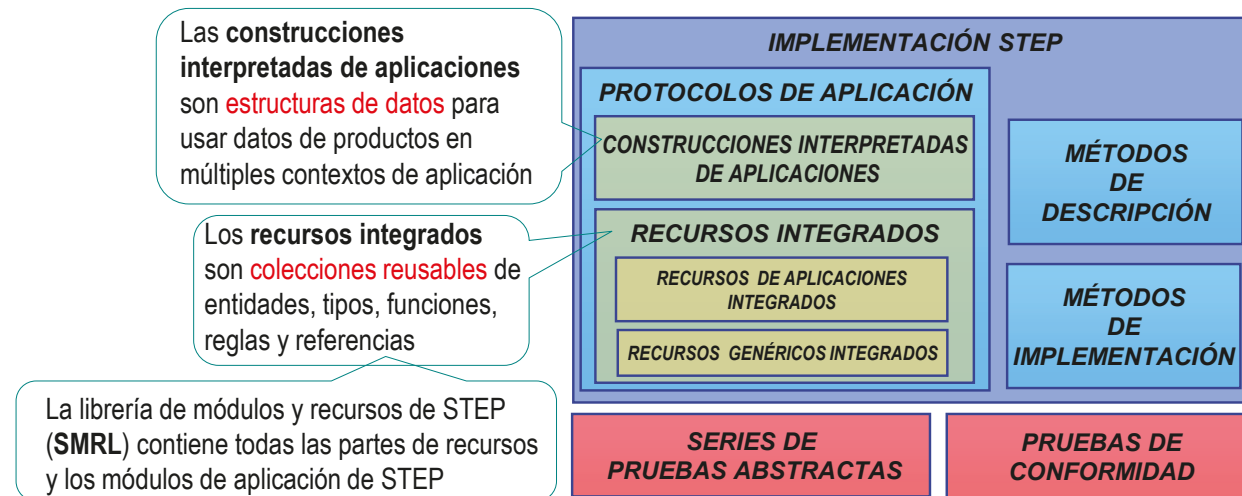 Las construcciones
interpretadas de aplicaciones
son estructuras de datos para
usar datos de productos en
múltiples contextos de aplicación
Los recursos integrados
son colecciones reusables de
entidades, tipos, funciones,
reglas y referencias
La librería de módulos y recursos de STEP
(SMRL) contiene todas las partes de recursos
y los módulos de aplicación de STEP
IMPLEMENTACIÓN STEP
PROTOCOLOS DE APLICACIÓN
CONSTRUCCIONES INTERPRETADAS
DE APLICACIONES
RECURSOS INTEGRADOS
RECURSOS DE APLICACIONES
INTEGRADOS
RECURSOS GENÉRICOS INTEGRADOS
MÉTODOS
DE
DESCRIPCIÓN
MÉTODOS
DE
IMPLEMENTACIÓN
SERIES DE
PRUEBAS ABSTRACTAS
PRUEBAS DE
CONFORMIDAD